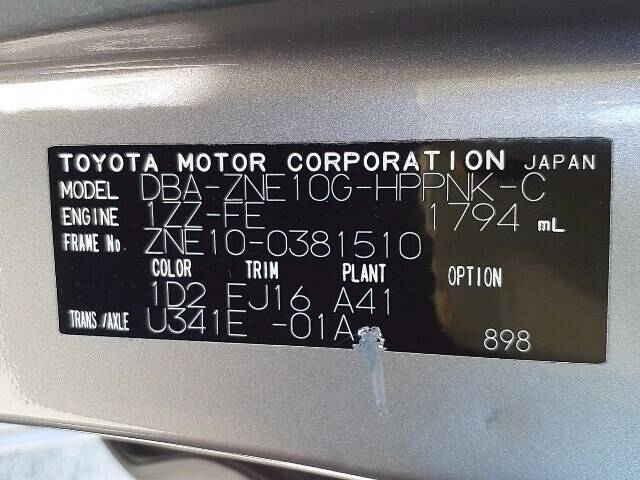 TOYOTA MOTOR CORPORATION JAPAN
MODEL DBA-ZNE10G-HPPNK-C
ENGINE 1ZZ-FE 1794 mL
FRAME No. ZNE10-0381510
COLOR TRIM PLANT OPTION
1D2 FJ16 A41
TRANS./AXLE U341E -01A
898